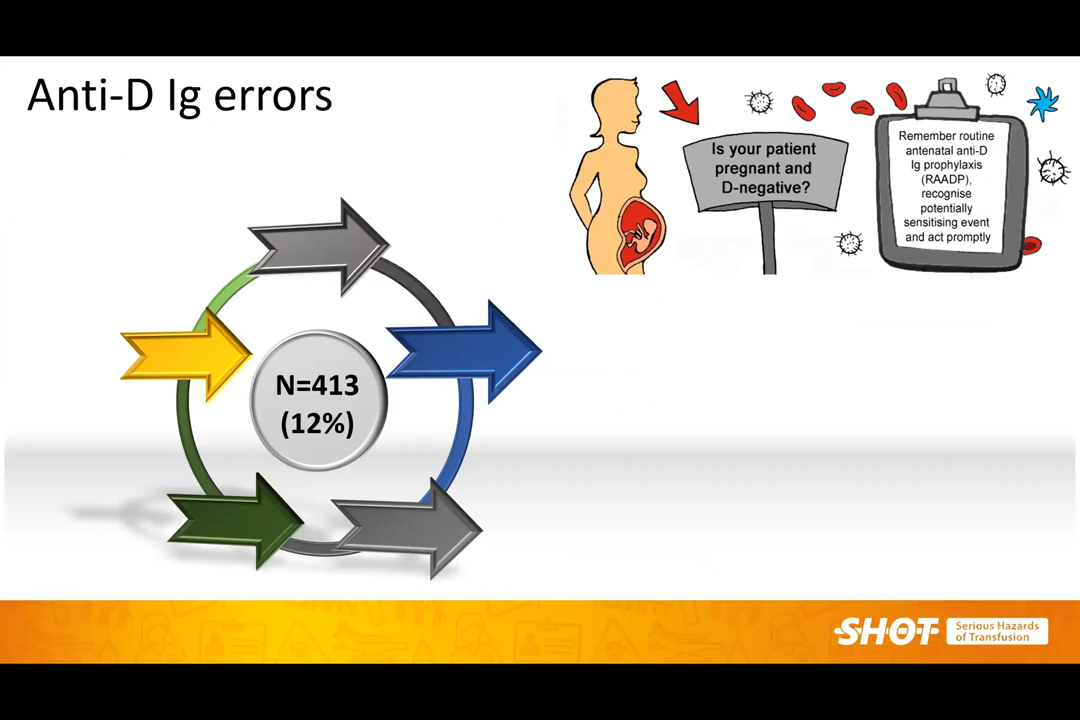 Anti-D Ig errors
Is your patient
pregnant and
D-negative?
Remember routine
antenatal anti-D
Ig prophylaxis
(RAADP),
recognise
potentially
sensitising event
and act promptly
N=413
(12%)
SHOT
Serious Hazards
of Transfusion